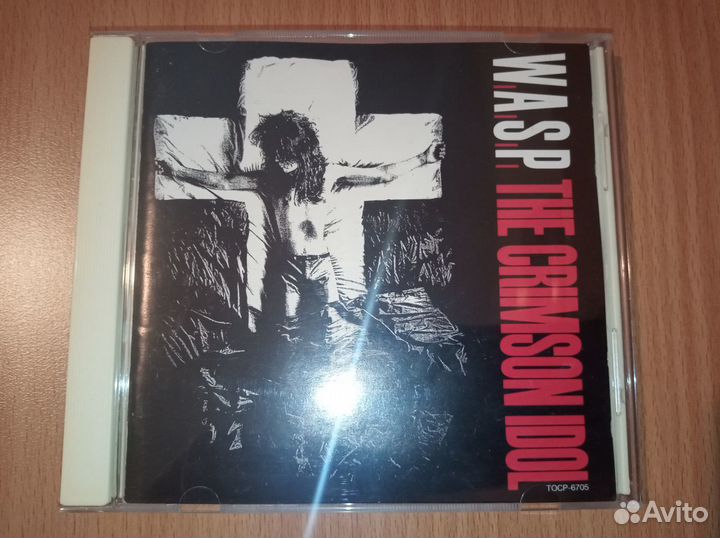 W.A.S.P.
THE CRIMSON IDOL
TOCP-6705
Avito